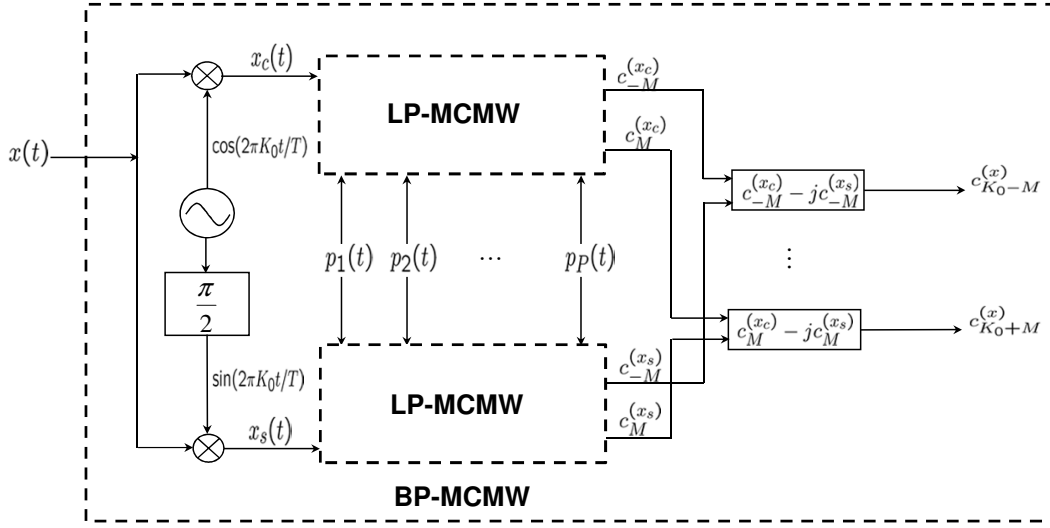 x(t)
x_c(t)
cos(2πK_0t/T)
π/2
sin(2πK_0t/T)
x_s(t)
LP-MCMW
p_1(t) p_2(t) ... p_P(t)
LP-MCMW
BP-MCMW
c_{-M}^{(x_c)}
c_M^{(x_c)}
c_{-M}^{(x_s)}
c_M^{(x_s)}
c_{-M}^{(x_c)} − jc_{-M}^{(x_s)}
⋮
c_M^{(x_c)} − jc_M^{(x_s)}
c_{K_0−M}^{(x)}
c_{K_0+M}^{(x)}